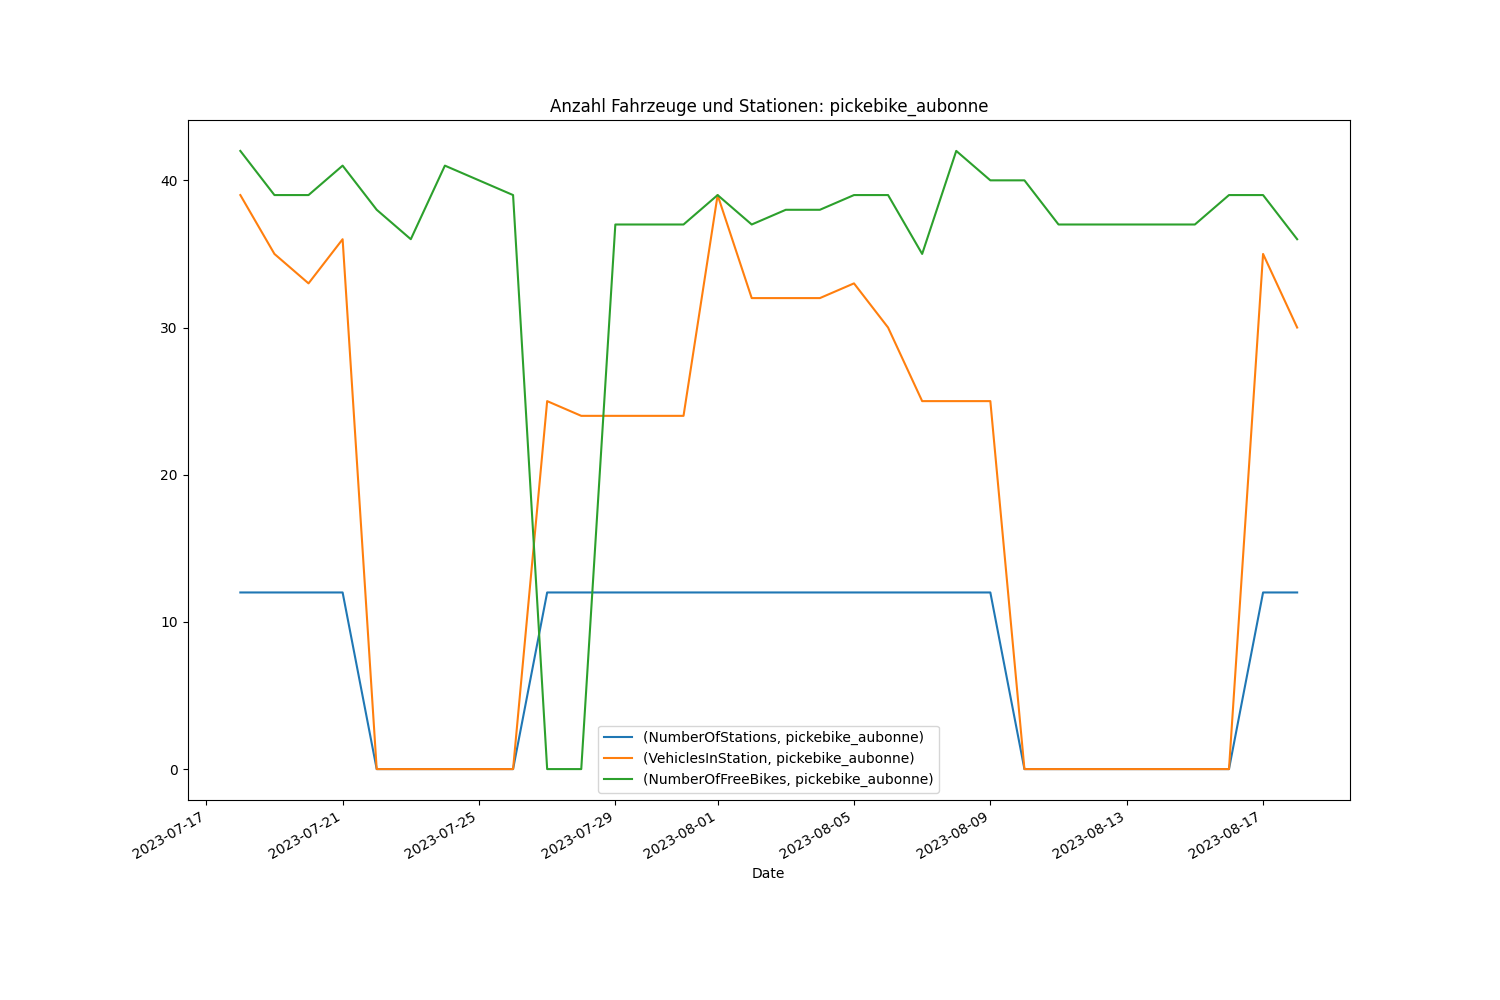 Anzahl Fahrzeuge und Stationen: pickebike_aubonne
40
30
20
10
0
(NumberOfStations, pickebike_aubonne)
(VehiclesInStation, pickebike_aubonne)
(NumberOfFreeBikes, pickebike_aubonne)
2023-07-17
2023-07-21
2023-07-25
2023-07-29
2023-08-01
2023-08-05
2023-08-09
2023-08-13
2023-08-17
Date